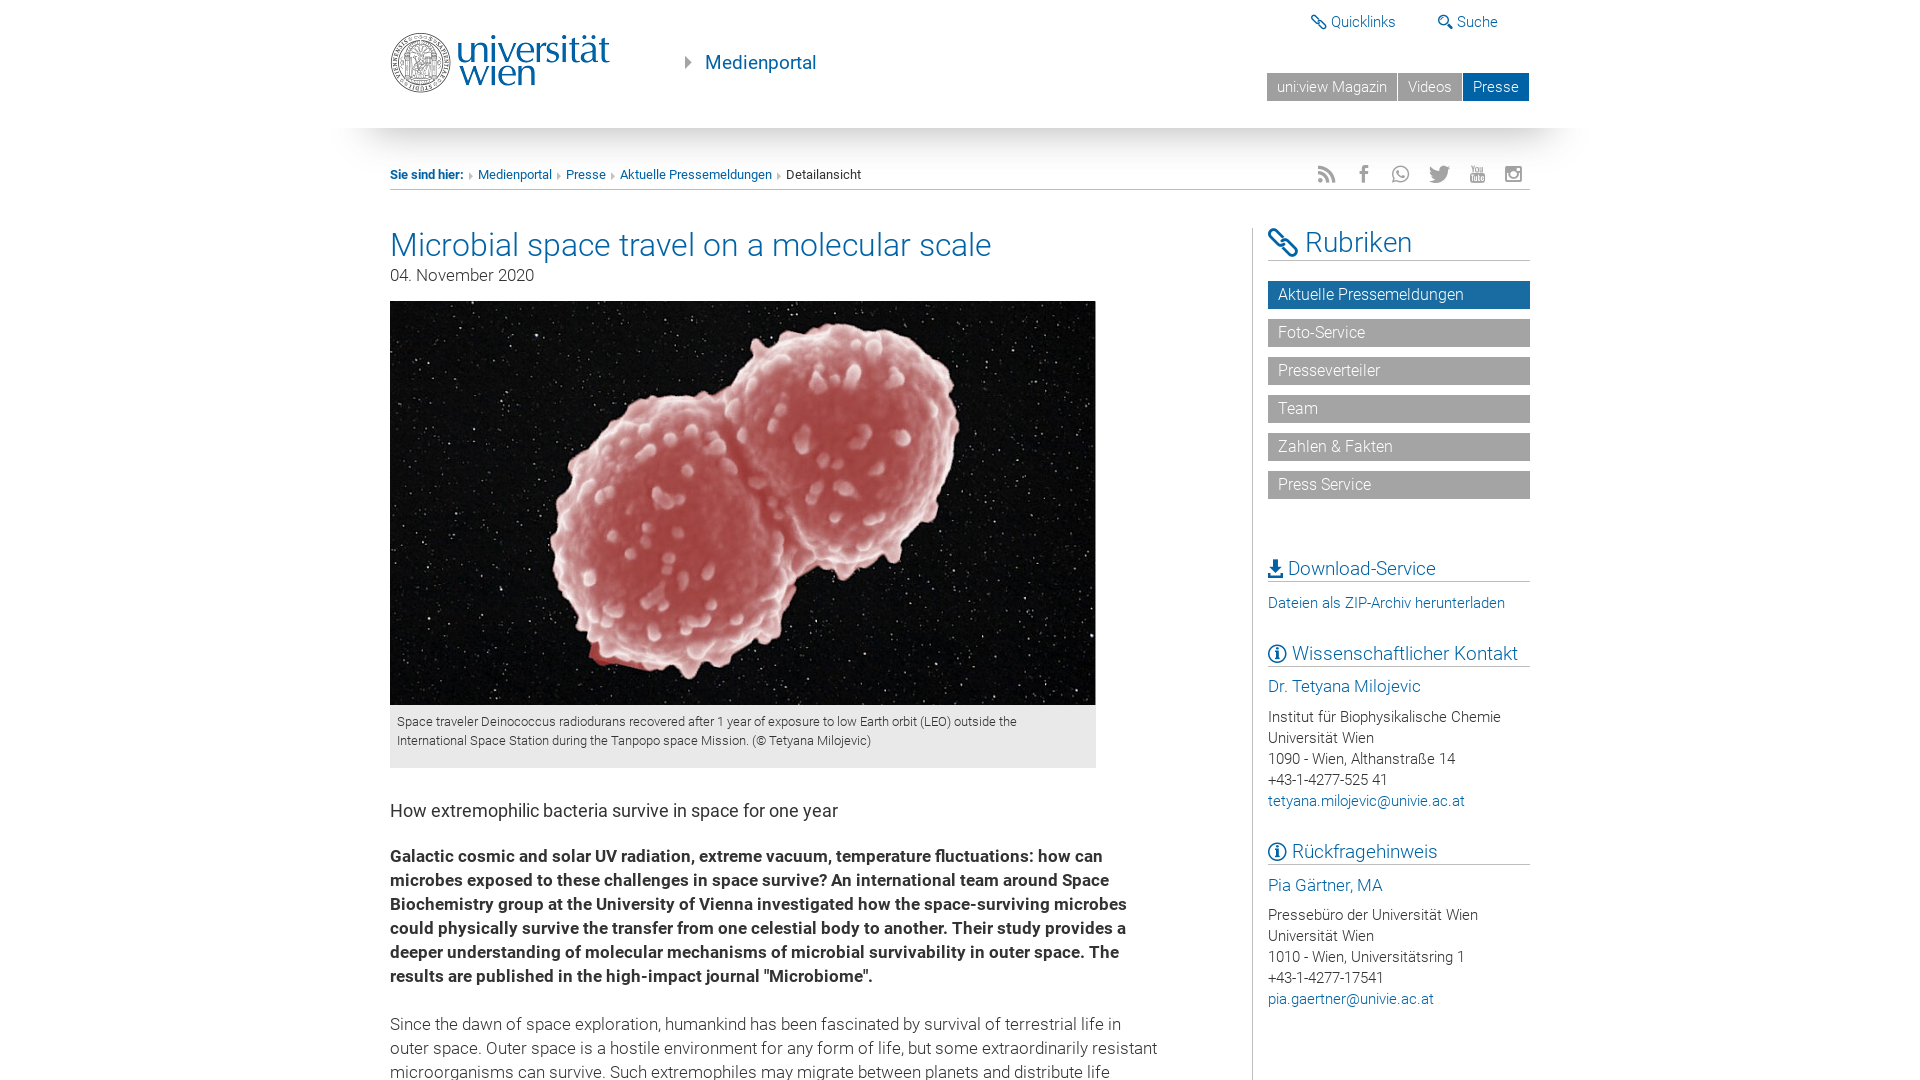 Quicklinks
Suche
universität
wien
Medienportal
uni:view Magazin
Videos
Presse
Sie sind hier: Medienportal Presse Aktuelle Pressemeldungen Detailansicht
Microbial space travel on a molecular scale
04. November 2020
Space traveler Deinococcus radiodurans recovered after 1 year of exposure to low Earth orbit (LEO) outside the
International Space Station during the Tanpopo space Mission. (© Tetyana Milojevic)
How extremophilic bacteria survive in space for one year
Galactic cosmic and solar UV radiation, extreme vacuum, temperature fluctuations: how can
microbes exposed to these challenges in space survive? An international team around Space
Biochemistry group at the University of Vienna investigated how the space-surviving microbes
could physically survive the transfer from one celestial body to another. Their study provides a
deeper understanding of molecular mechanisms of microbial survivability in outer space. The
results are published in the high-impact journal "Microbiome".
Since the dawn of space exploration, humankind has been fascinated by survival of terrestrial life in
outer space. Outer space is a hostile environment for any form of life, but some extraordinarily resistant
microorganisms can survive. Such extremophiles may migrate between planets and distribute life
Rubriken
Aktuelle Pressemeldungen
Foto-Service
Presseverteiler
Team
Zahlen & Fakten
Press Service
Download-Service
Dateien als ZIP-Archiv herunterladen
Wissenschaftlicher Kontakt
Dr. Tetyana Milojevic
Institut für Biophysikalische Chemie
Universität Wien
1090 - Wien, Althanstraße 14
+43-1-4277-525 41
tetyana.milojevic@univie.ac.at
Rückfragehinweis
Pia Gärtner, MA
Pressebüro der Universität Wien
Universität Wien
1010 - Wien, Universitätsring 1
+43-1-4277-17541
pia.gaertner@univie.ac.at